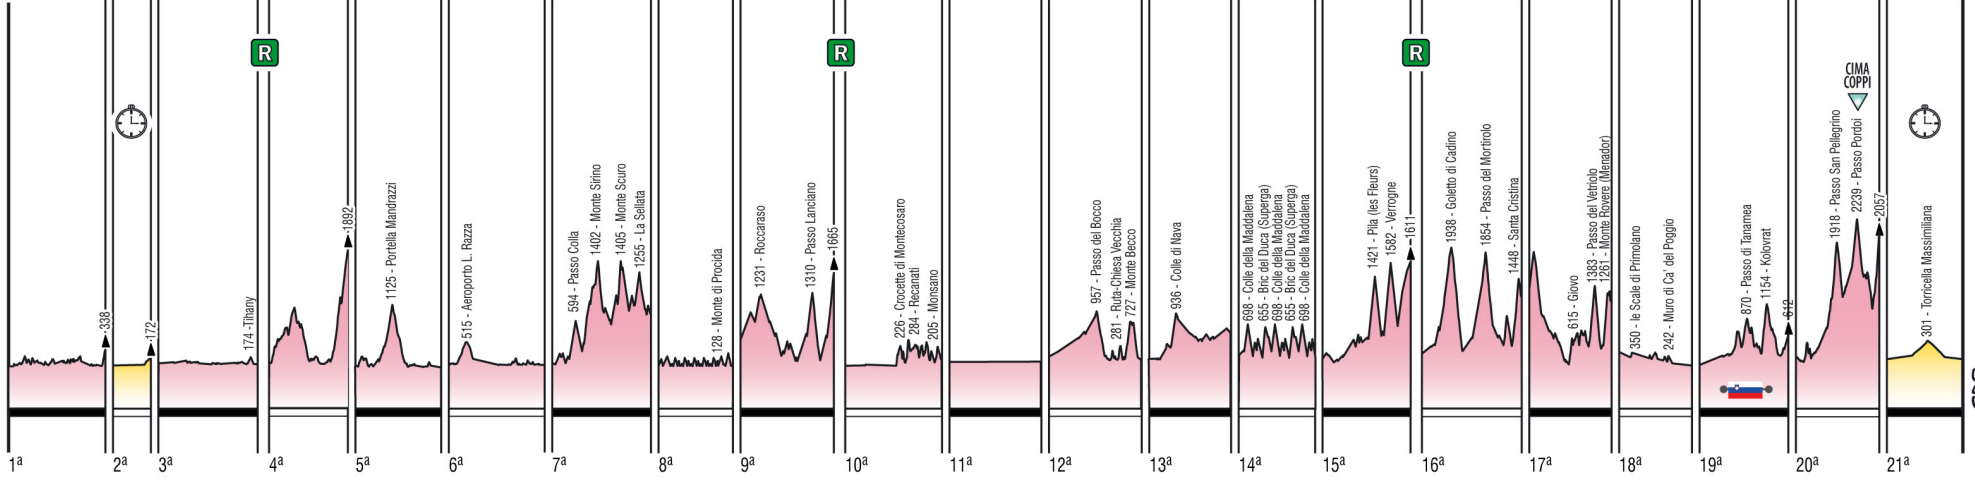 R
R
R
CIMA
COPPI
338
172
174 -Tihany
1892
1125 - Portella Mandrazzi
515 - Aeroporto L. Razza
594 - Passo Colla
1402 - Monte Sirino
1405 - Monte Scuro
1255 - La Sellata
128 - Monte di Procida
1231 - Roccaraso
1310 - Passo Lanciano
1665
226 - Crocette di Montecosaro
284 - Recanati
205 - Monsano
957 - Passo del Bocco
281 - Ruta-Chiesa Vecchia
727 - Monte Becco
936 - Colle di Nava
698 - Colle della Maddalena
655 - Bric del Duca (Superga)
698 - Colle della Maddalena
655 - Bric del Duca (Superga)
698 - Colle della Maddalena
1421 - Pila (les Fleurs)
1582 - Verrogne
1611
1938 - Goletto di Cadino
1854 - Passo del Mortirolo
1448 - Santa Cristina
615 - Giovo
1383 - Passo del Vetriolo
1261 - Monte Rovere (Menador)
350 - le Scale di Primolano
242 - Muro di Ca' del Poggio
870 - Passo di Tanamea
1154 - Kolovrat
612
1918 - Passo San Pellegrino
2239 - Passo Pordoi
2057
301 - Torricella Massimiliana
1ª 2ª 3ª 4ª 5ª 6ª 7ª 8ª 9ª 10ª 11ª 12ª 13ª 14ª 15ª 16ª 17ª 18ª 19ª 20ª 21ª